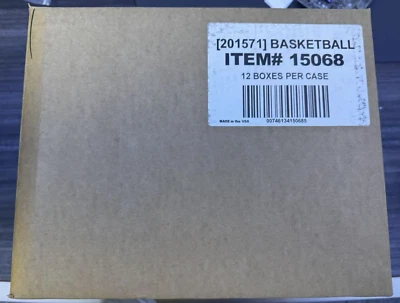 [201571] BASKETBALL
ITEM# 15068
12 BOXES PER CASE
MADE in the USA
00746134150685